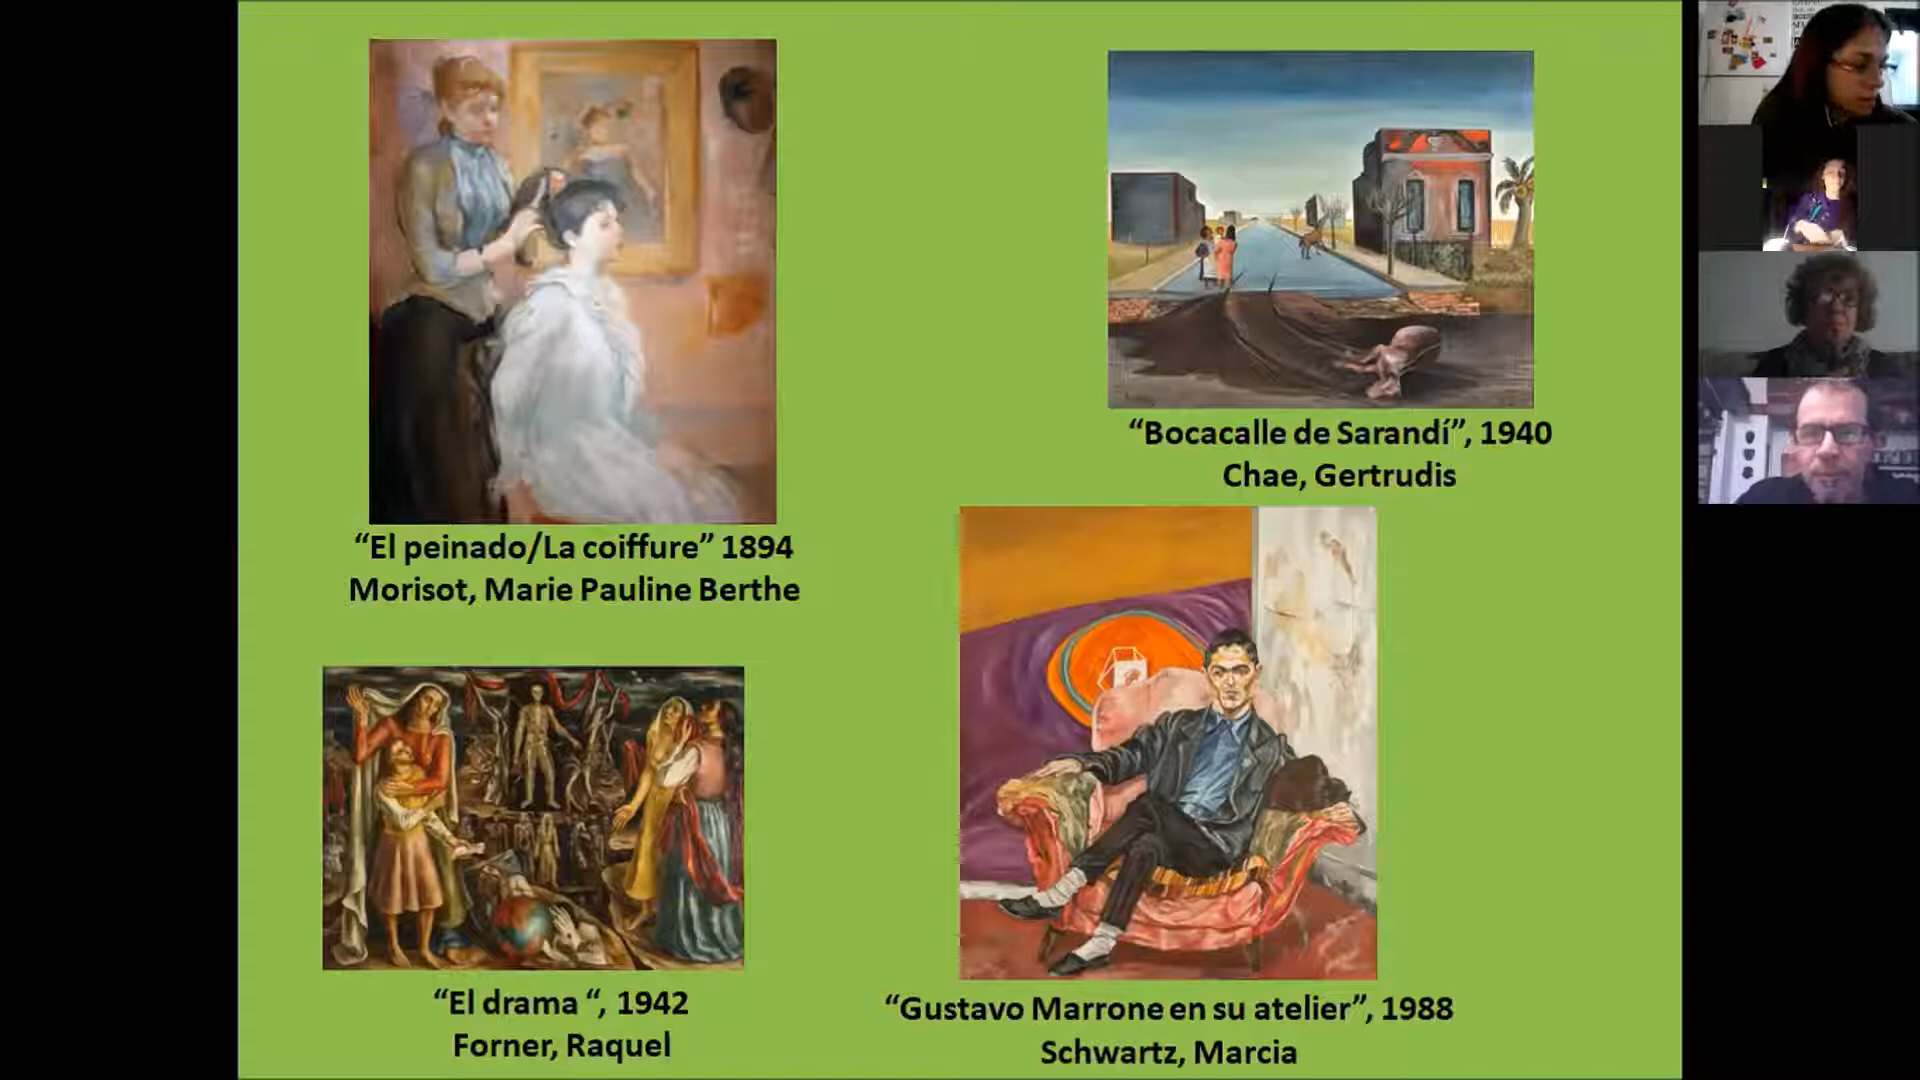 “El peinado/La coiffure” 1894
Morisot, Marie Pauline Berthe
“Bocacalle de Sarandí”, 1940
Chae, Gertrudis
“El drama “, 1942
Forner, Raquel
“Gustavo Marrone en su atelier”, 1988
Schwartz, Marcia